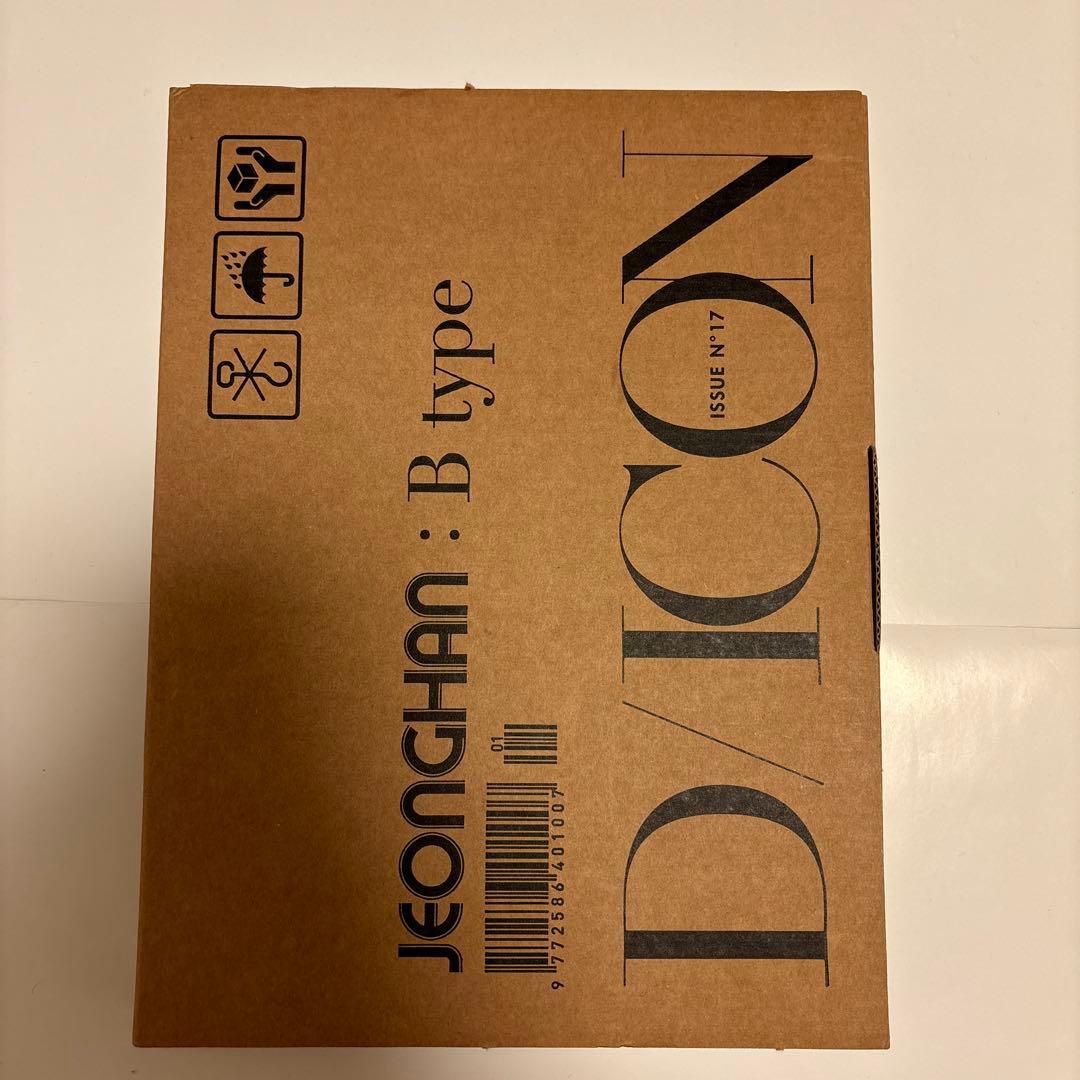 JEONGHAN : B type
01
9 772586 401007
D/ICON
ISSUE N°17